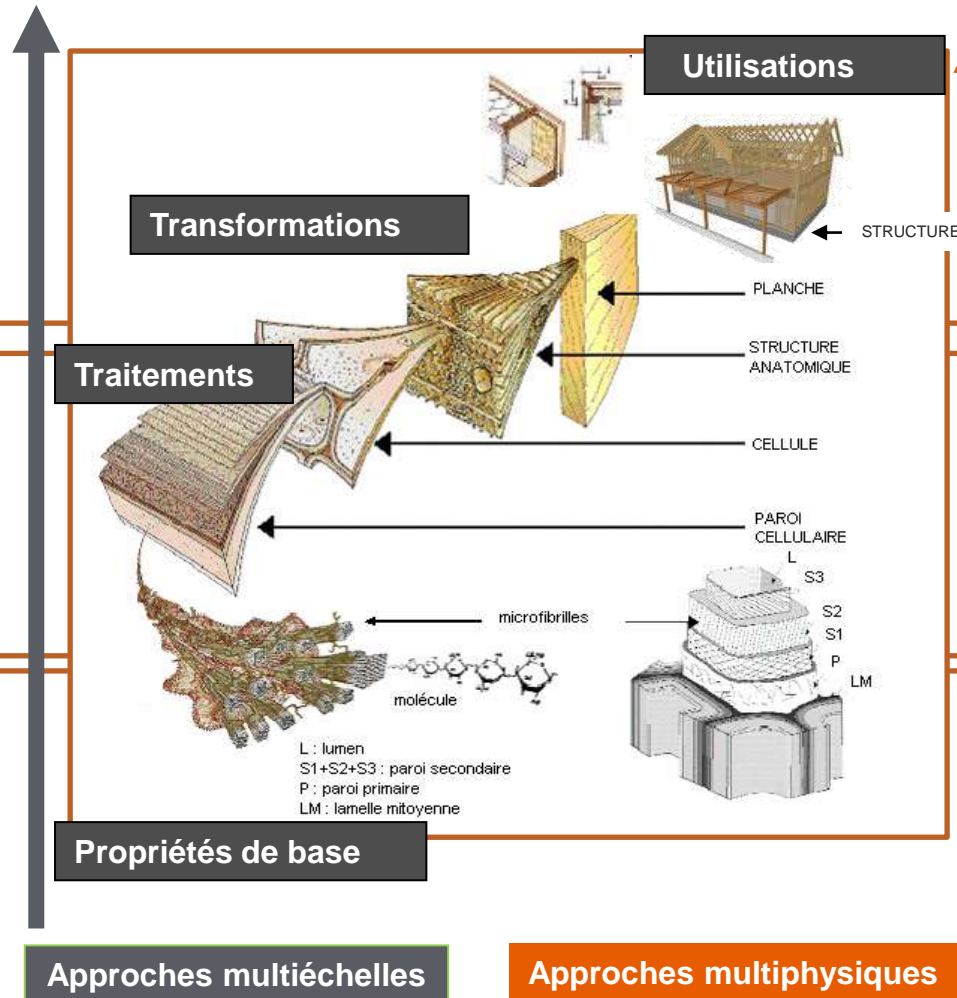 Utilisations
Transformations
STRUCTURE
PLANCHE
Traitements
STRUCTURE
ANATOMIQUE
CELLULE
PAROI
CELLULAIRE
L
S3
S2
S1
P
LM
microfibrilles
molécule
L : lumen
S1+S2+S3 : paroi secondaire
P : paroi primaire
LM : lamelle mitoyenne
Propriétés de base
Approches multiéchelles
Approches multiphysiques